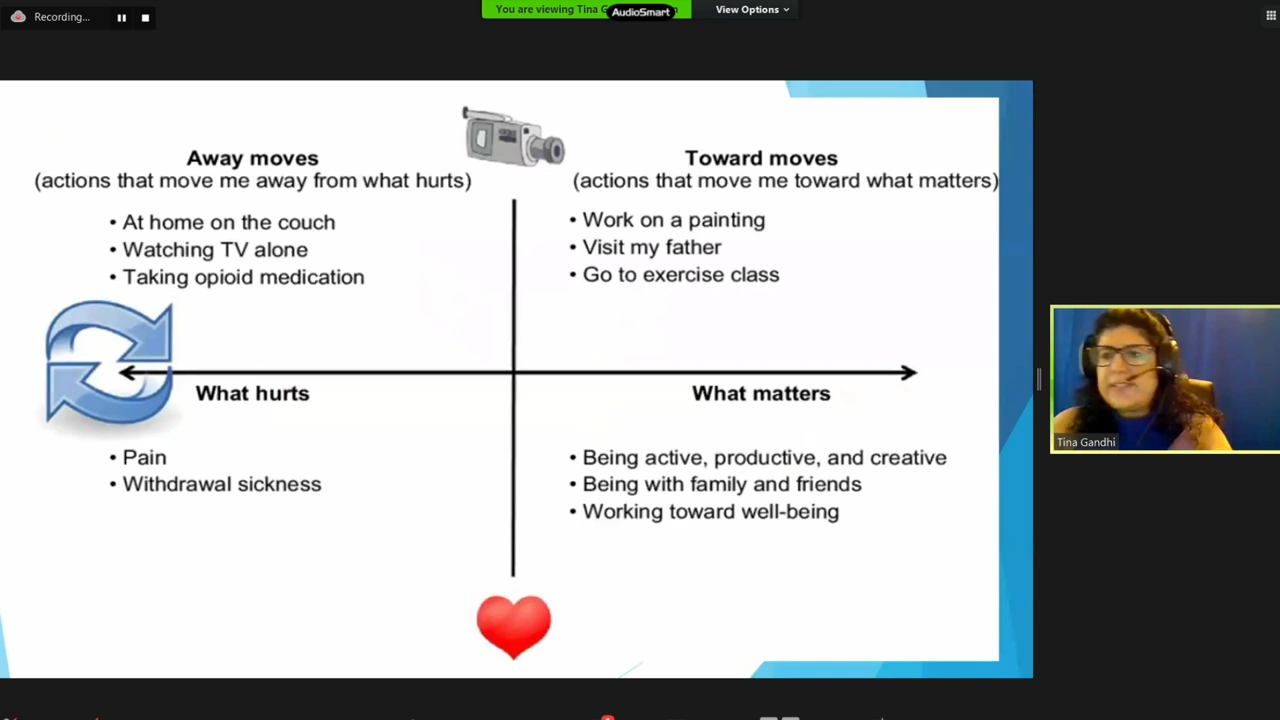 Recording...
You are viewing Tina G
AudioSmart
View Options
Away moves
(actions that move me away from what hurts)
• At home on the couch
• Watching TV alone
• Taking opioid medication
Toward moves
(actions that move me toward what matters)
• Work on a painting
• Visit my father
• Go to exercise class
What hurts
What matters
• Pain
• Withdrawal sickness
• Being active, productive, and creative
• Being with family and friends
• Working toward well-being
Tina Gandhi